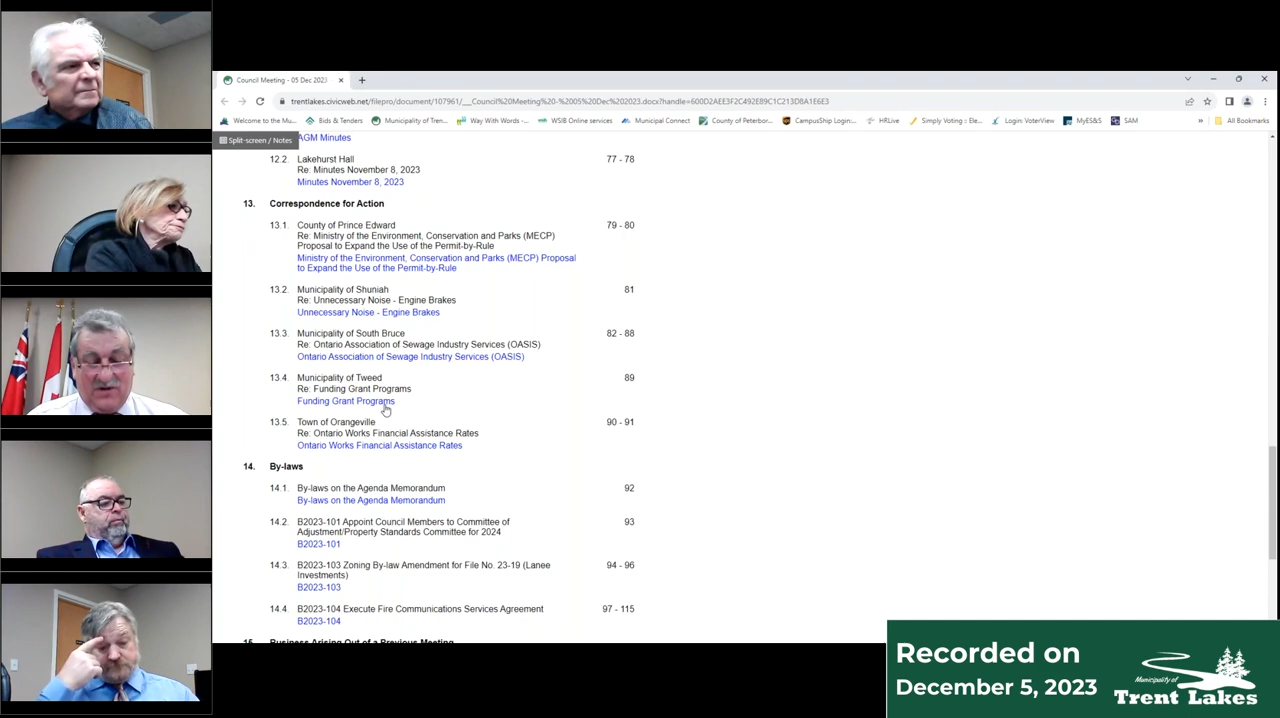 Council Meeting - 05 Dec 2023
trentlakes.civicweb.net/filepro/document/107961/__Council%20Meeting%20-%2005%20Dec%202023.docx?handle=600D2AEE3F2C492E89C1C213D8A1E6E3
Welcome to the Mu... Bids & Tenders Municipality of Tren... Way With Words -... WSIB Online services Municipal Connect County of Peterbor... CampusShip Login:... HRLive Simply Voting :: Ele... Login VoterView MyES&S SAM » All Bookmarks
Split-screen / Notes
AGM Minutes
12.2. Lakehurst Hall 77 - 78
Re: Minutes November 8, 2023
Minutes November 8, 2023
13. Correspondence for Action
13.1. County of Prince Edward 79 - 80
Re: Ministry of the Environment, Conservation and Parks (MECP)
Proposal to Expand the Use of the Permit-by-Rule
Ministry of the Environment, Conservation and Parks (MECP) Proposal
to Expand the Use of the Permit-by-Rule
13.2. Municipality of Shuniah 81
Re: Unnecessary Noise - Engine Brakes
Unnecessary Noise - Engine Brakes
13.3. Municipality of South Bruce 82 - 88
Re: Ontario Association of Sewage Industry Services (OASIS)
Ontario Association of Sewage Industry Services (OASIS)
13.4. Municipality of Tweed 89
Re: Funding Grant Programs
Funding Grant Programs
13.5. Town of Orangeville 90 - 91
Re: Ontario Works Financial Assistance Rates
Ontario Works Financial Assistance Rates
14. By-laws
14.1. By-laws on the Agenda Memorandum 92
By-laws on the Agenda Memorandum
14.2. B2023-101 Appoint Council Members to Committee of 93
Adjustment/Property Standards Committee for 2024
B2023-101
14.3. B2023-103 Zoning By-law Amendment for File No. 23-19 (Lanee 94 - 96
Investments)
B2023-103
14.4. B2023-104 Execute Fire Communications Services Agreement 97 - 115
B2023-104
15. Business Arising Out of a Previous Meeting
Recorded on
December 5, 2023
Municipality of
Trent Lakes